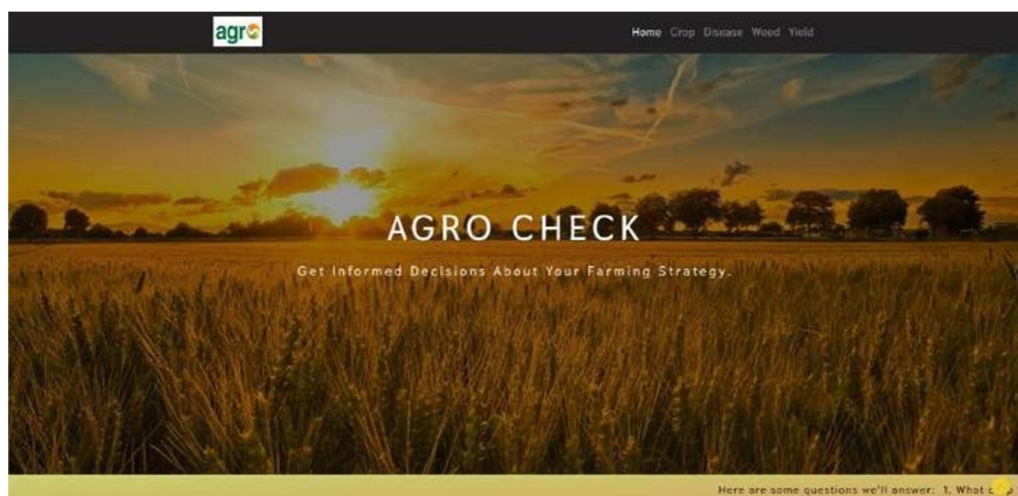 agro
Home Crop Disease Weed Yield
AGRO CHECK
Get Informed Decisions About Your Farming Strategy.
Here are some questions we'll answer: 1. What